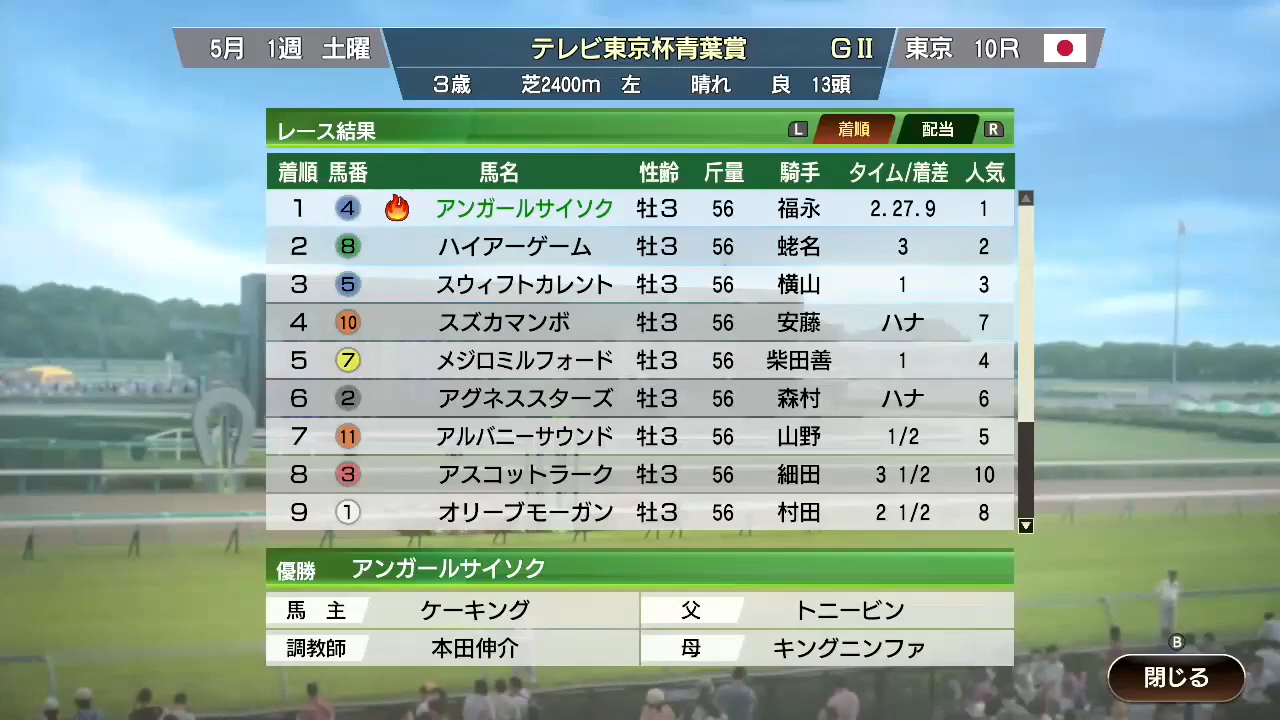 5月 1週 土曜 テレビ東京杯青葉賞 GⅡ 東京 10R
3歳 芝2400m 左 晴れ 良 13頭
レース結果 L 着順 配当 R
着順 馬番 馬名 性齢 斤量 騎手 タイム/着差 人気
1 4 アンガールサイソク 牡3 56 福永 2.27.9 1
2 8 ハイアーゲーム 牡3 56 蛯名 3 2
3 5 スウィフトカレント 牡3 56 横山 1 3
4 10 スズカマンボ 牡3 56 安藤 ハナ 7
5 7 メジロミルフォード 牡3 56 柴田善 1 4
6 2 アグネススターズ 牡3 56 森村 ハナ 6
7 11 アルバニーサウンド 牡3 56 山野 1/2 5
8 3 アスコットラーク 牡3 56 細田 3 1/2 10
9 1 オリーブモーガン 牡3 56 村田 2 1/2 8
優勝 アンガールサイソク
馬主 ケーキング 父 トニービン
調教師 本田伸介 母 キングニンファ
B
閉じる